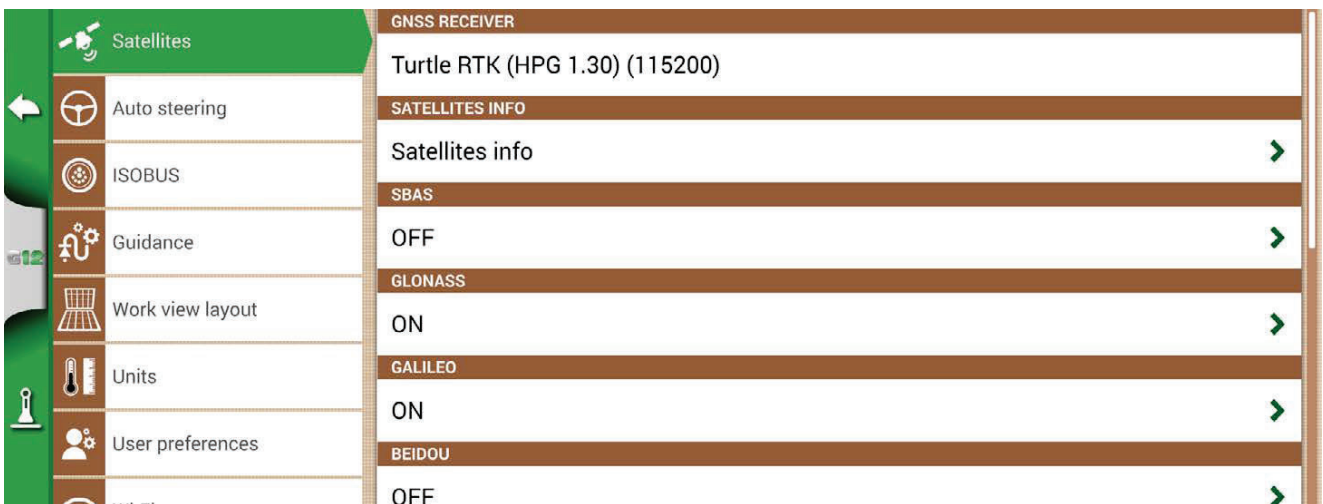 Satellites
Auto steering
ISOBUS
Guidance
Work view layout
Units
User preferences
G12
GNSS RECEIVER
Turtle RTK (HPG 1.30) (115200)
SATELLITES INFO
Satellites info
SBAS
OFF
GLONASS
ON
GALILEO
ON
BEIDOU
OFF